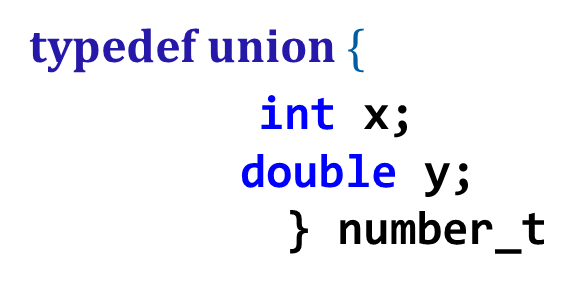 typedef union {
int x;
double y;
} number_t